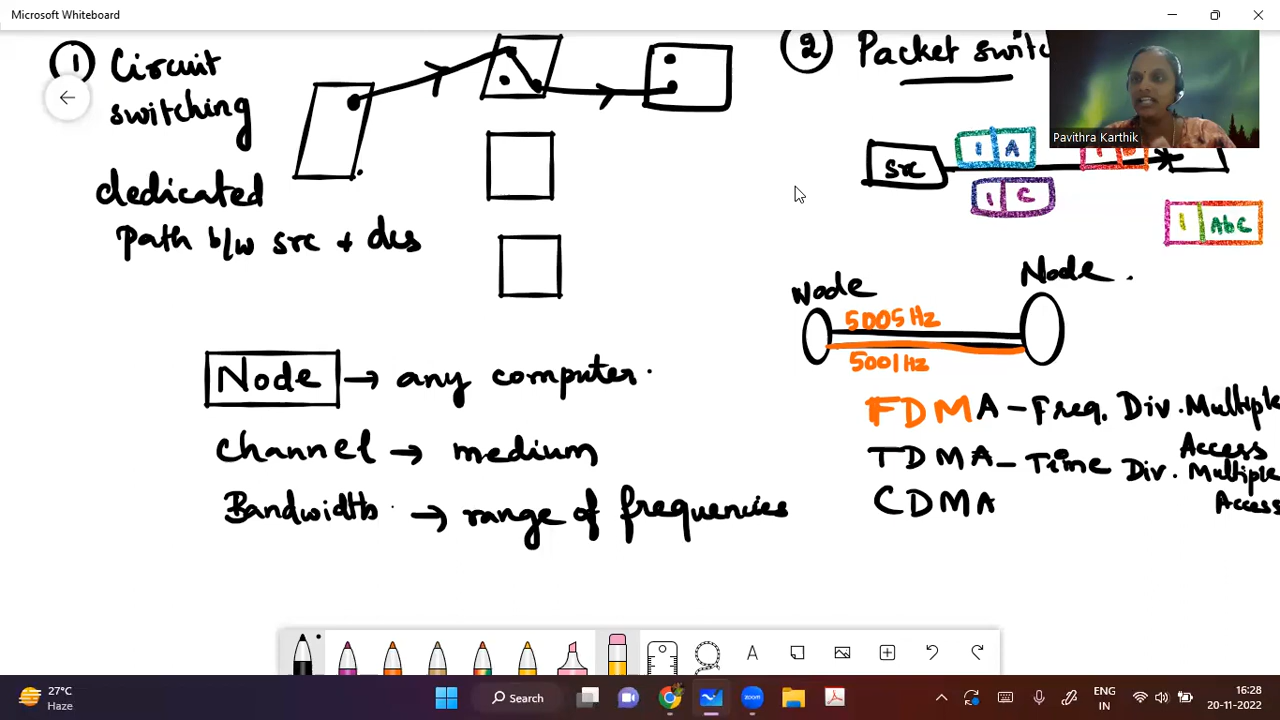 Microsoft Whiteboard
① Circuit
switching
dedicated
path b/w src + des
Node → any computer.
Channel → medium
Bandwidth → range of frequencies
② Packet swit
Pavithra Karthik
src
1 A
1 C
1 AbC
Node
Node
5005 Hz
5001 Hz
FDMA - Freq. Div. Multiple
Access
TDMA - Time Div. Multiple
Access
CDMA
A
27°C
Haze
Search
ENG
IN
16:28
20-11-2022